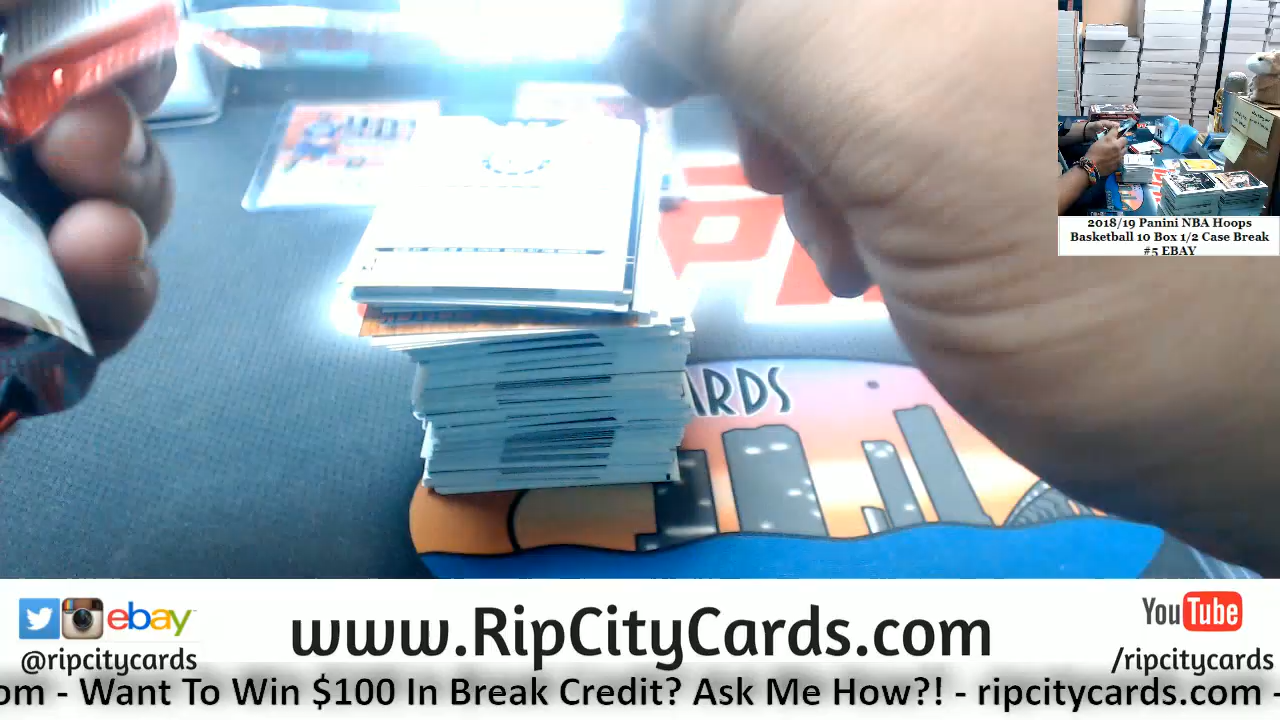 2018/19 Panini NBA Hoops
Basketball 10 Box 1/2 Case Break
#5 EBAY
ARDS
ebay
www.RipCityCards.com
YouTube
@ripcitycards
/ripcitycards
om - Want To Win $100 In Break Credit? Ask Me How?! - ripcitycards.com -